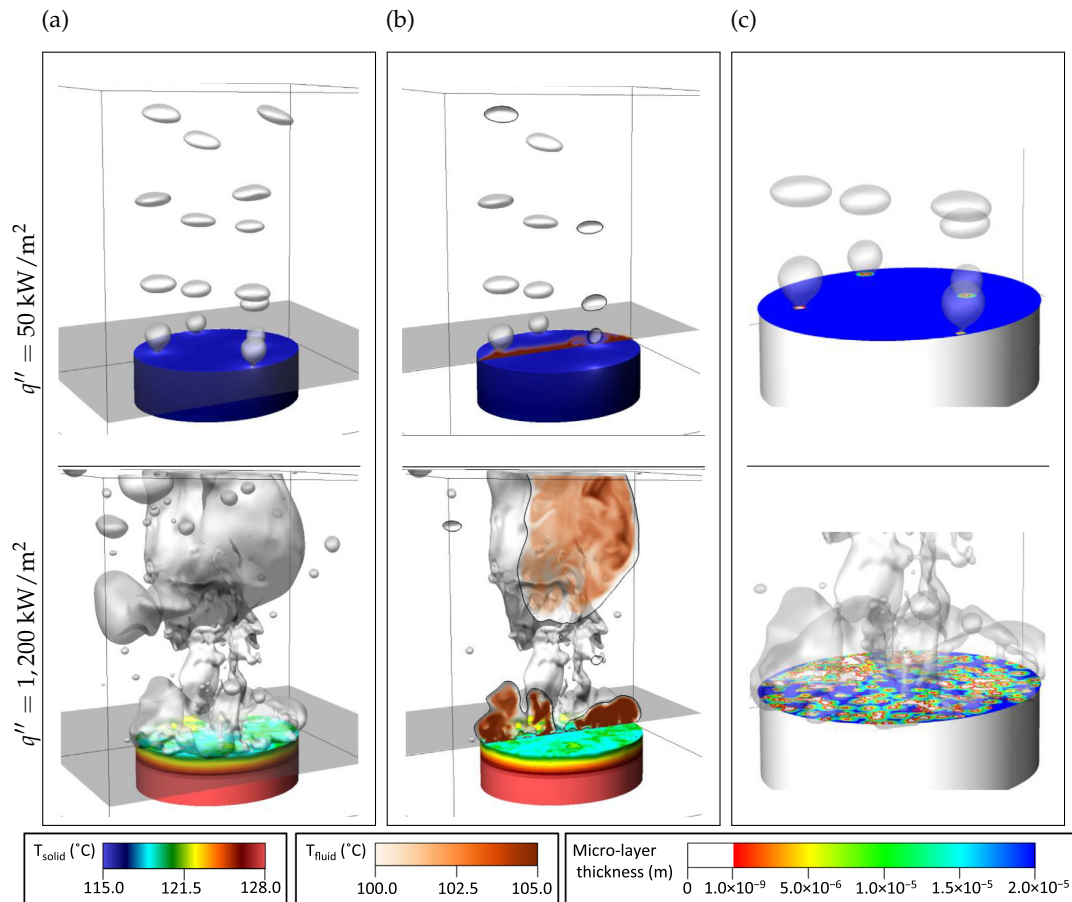 (a) (b) (c)
q″ = 50 kW/m²
q″ = 1,200 kW/m²
T_solid (˚C)
115.0 121.5 128.0
T_fluid (˚C)
100.0 102.5 105.0
Micro-layer
thickness (m)
0 1.0×10⁻⁹ 5.0×10⁻⁶ 1.0×10⁻⁵ 1.5×10⁻⁵ 2.0×10⁻⁵